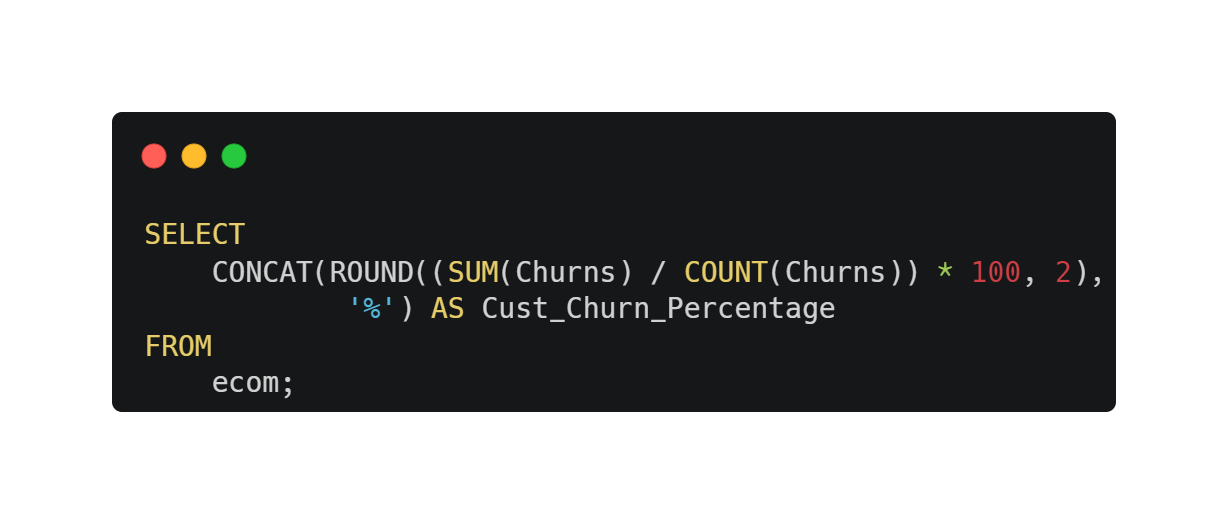 SELECT
    CONCAT(ROUND((SUM(Churns) / COUNT(Churns)) * 100, 2),
            '%') AS Cust_Churn_Percentage
FROM
    ecom;